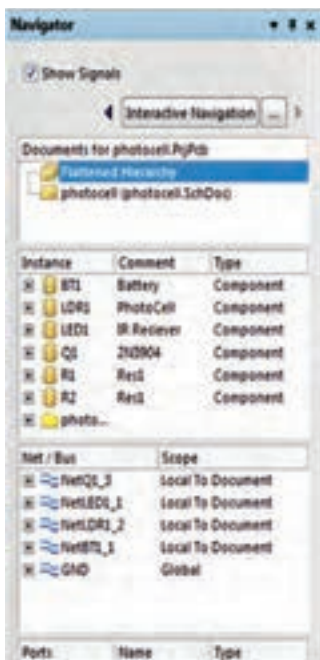 Navigator
Show Signals
Interactive Navigation ...
Documents for photocell.PrjPcb
Flattened Hierarchy
photocell (photocell.SchDoc)
Instance Comment Type
BT1 Battery Component
LDR1 PhotoCell Component
LED1 IR Reciever Component
Q1 2N3904 Component
R1 Res1 Component
R2 Res1 Component
photo...
Net / Bus Scope
NetQ1_3 Local To Document
NetLED1_1 Local To Document
NetLDR1_2 Local To Document
NetBT1_1 Local To Document
GND Global
Ports Name Type